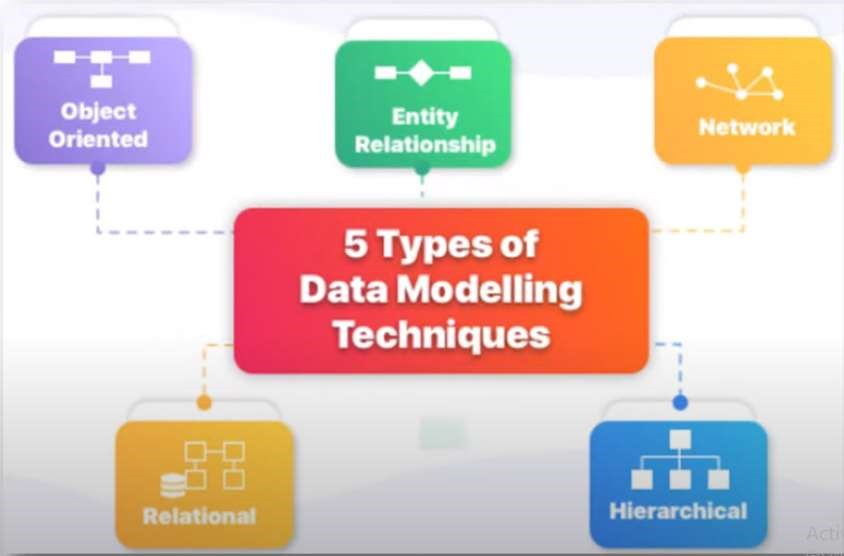 Object
Oriented
Entity
Relationship
Network
5 Types of
Data Modelling
Techniques
Relational
Hierarchical